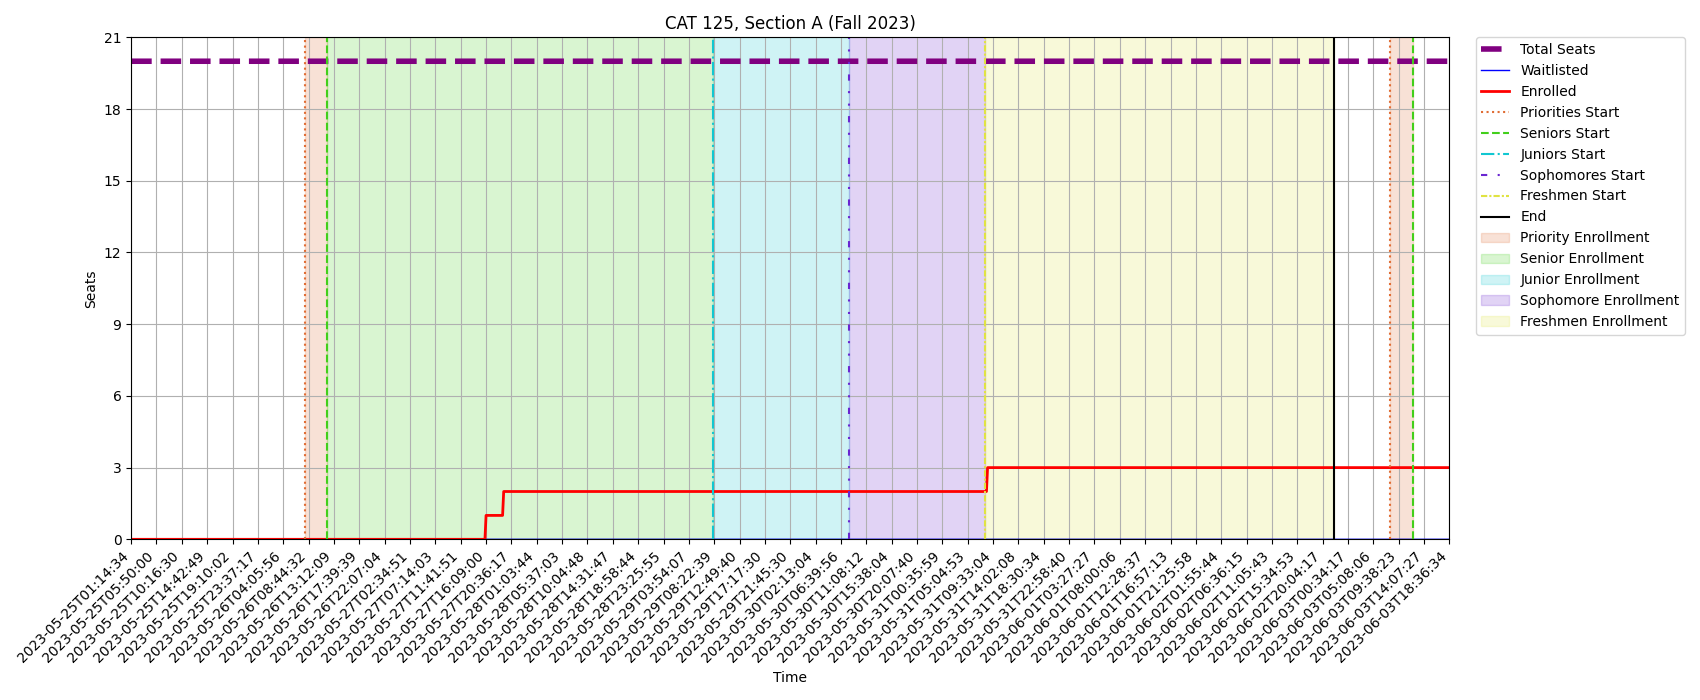 CAT 125, Section A (Fall 2023)
21
18
15
12
9
6
3
0
Seats
2023-05-25T01:14:34
2023-05-25T05:50:00
2023-05-25T10:16:30
2023-05-25T14:42:49
2023-05-25T19:10:02
2023-05-25T23:37:17
2023-05-26T04:05:56
2023-05-26T08:44:32
2023-05-26T13:12:09
2023-05-26T17:39:39
2023-05-26T22:07:04
2023-05-27T02:34:51
2023-05-27T07:14:03
2023-05-27T11:41:51
2023-05-27T16:09:00
2023-05-27T20:36:17
2023-05-28T01:03:44
2023-05-28T05:37:03
2023-05-28T10:04:48
2023-05-28T14:31:47
2023-05-28T18:58:44
2023-05-28T23:25:55
2023-05-29T03:54:07
2023-05-29T08:22:39
2023-05-29T12:49:40
2023-05-29T17:17:30
2023-05-29T21:45:30
2023-05-30T02:13:04
2023-05-30T06:39:56
2023-05-30T11:08:12
2023-05-30T15:38:04
2023-05-30T20:07:40
2023-05-31T00:35:59
2023-05-31T05:04:53
2023-05-31T09:33:04
2023-05-31T14:02:08
2023-05-31T18:30:34
2023-05-31T22:58:40
2023-06-01T03:27:27
2023-06-01T08:00:06
2023-06-01T12:28:37
2023-06-01T16:57:13
2023-06-01T21:25:58
2023-06-02T01:55:44
2023-06-02T06:36:15
2023-06-02T11:05:43
2023-06-02T15:34:53
2023-06-02T20:04:17
2023-06-03T00:34:17
2023-06-03T05:08:06
2023-06-03T09:38:23
2023-06-03T14:07:27
2023-06-03T18:36:34
Time
Total Seats
Waitlisted
Enrolled
Priorities Start
Seniors Start
Juniors Start
Sophomores Start
Freshmen Start
End
Priority Enrollment
Senior Enrollment
Junior Enrollment
Sophomore Enrollment
Freshmen Enrollment